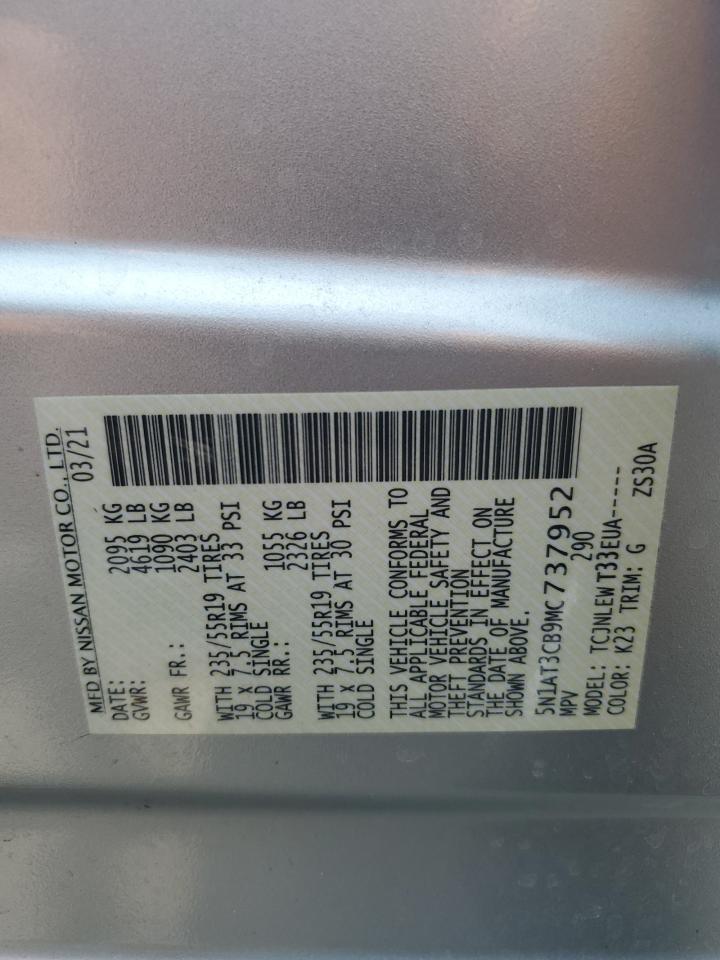 MFD BY NISSAN MOTOR CO., LTD.
DATE: 03/21
GVWR: 2095 KG
4619 LB
GAWR FR.: 1090 KG
2403 LB
WITH 235/55R19 TIRES
19 x 7.5 RIMS AT 33 PSI
COLD SINGLE
GAWR RR.: 1055 KG
2326 LB
WITH 235/55R19 TIRES
19 x 7.5 RIMS AT 30 PSI
COLD SINGLE
THIS VEHICLE CONFORMS TO
ALL APPLICABLE FEDERAL
MOTOR VEHICLE SAFETY AND
THEFT PREVENTION
STANDARDS IN EFFECT ON
THE DATE OF MANUFACTURE
SHOWN ABOVE.
5N1AT3CB9MC737952
MPV 290
MODEL: TCJNLEWT33EUA-----
COLOR: K23 TRIM: G ZS30A